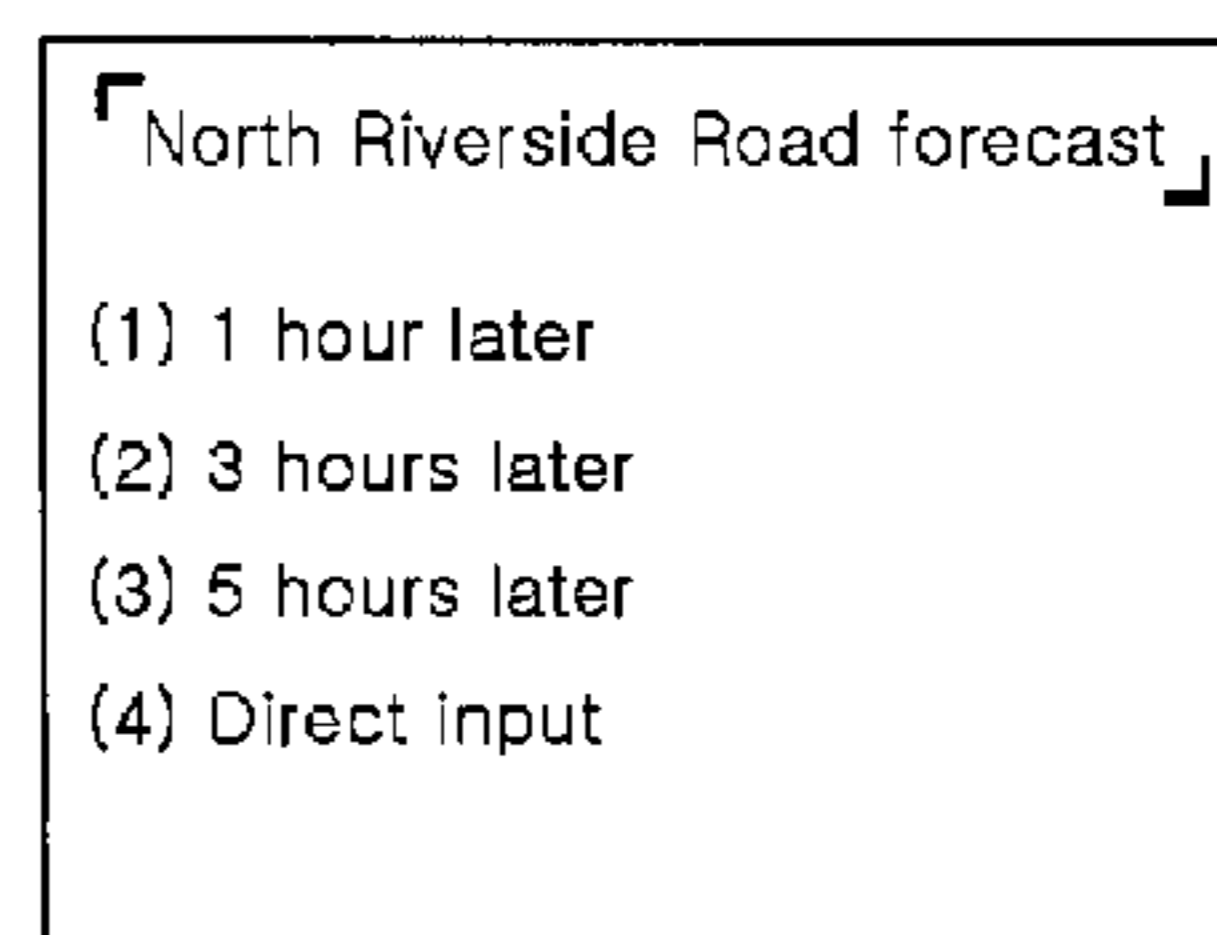 「North Riverside Road forecast」
(1) 1 hour later
(2) 3 hours later
(3) 5 hours later
(4) Direct input